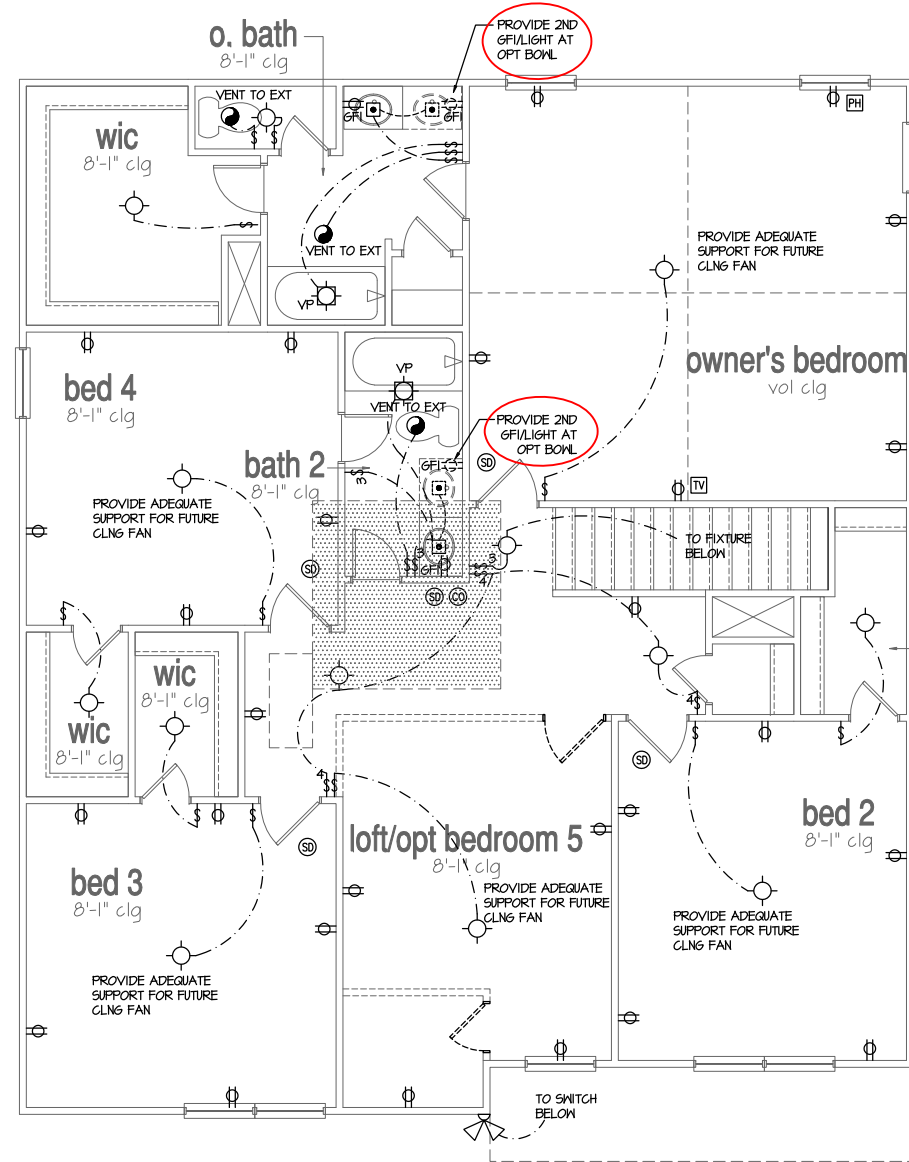 PROVIDE 2ND
GFI/LIGHT AT
OPT BOWL
o. bath
8'-1" clg
VENT TO EXT
GFI
GFI
PH
wic
8'-1" clg
$
$
$$$
$
VENT TO EXT
VP
PROVIDE ADEQUATE
SUPPORT FOR FUTURE
CLNG FAN
owner's bedroom
vol clg
VP
VENT TO EXT
bed 4
8'-1" clg
PROVIDE 2ND
GFI/LIGHT AT
OPT BOWL
bath 2
8'-1" clg
GFI
SD
3
$
TV
PROVIDE ADEQUATE
SUPPORT FOR FUTURE
CLNG FAN
TO FIXTURE
BELOW
3
GFI
3
4
SD
SD
CO
$
$
wic
8'-1" clg
wic
8'-1" clg
4
$
$
$
SD
4
$$
$
$
SD
loft/opt bedroom 5
8'-1" clg
bed 2
8'-1" clg
bed 3
8'-1" clg
PROVIDE ADEQUATE
SUPPORT FOR FUTURE
CLNG FAN
PROVIDE ADEQUATE
SUPPORT FOR FUTURE
CLNG FAN
PROVIDE ADEQUATE
SUPPORT FOR FUTURE
CLNG FAN
TO SWITCH
BELOW